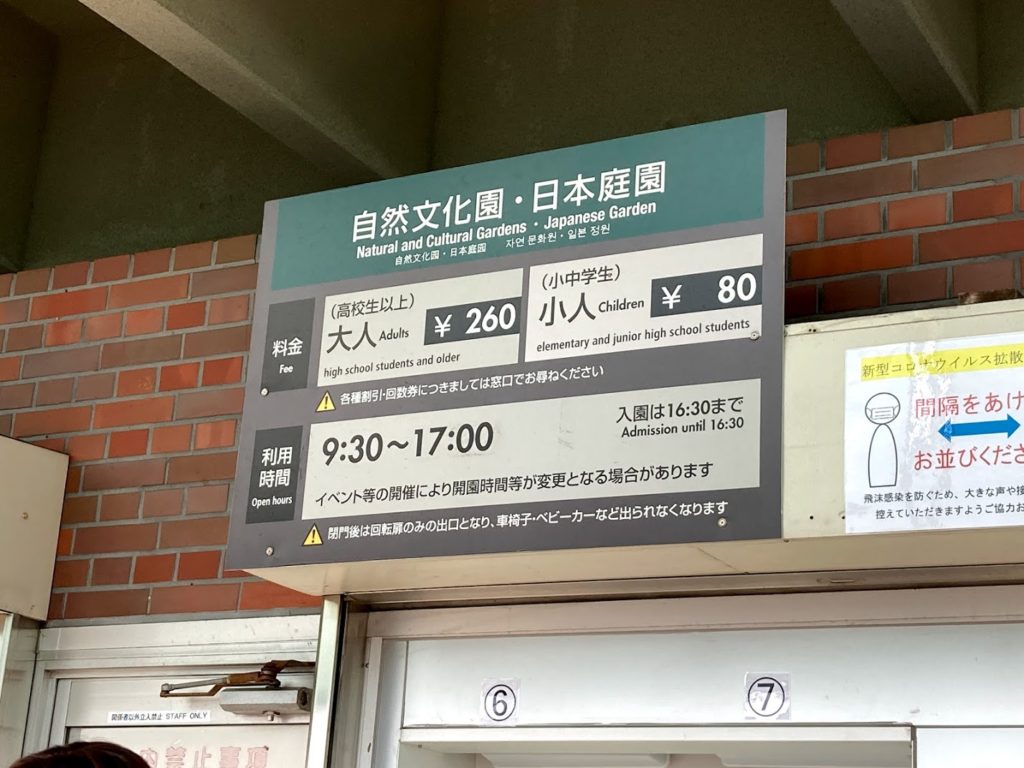 自然文化園・日本庭園
Natural and Cultural Gardens・Japanese Garden
自然文化园・日本庭园 자연 문화원・일본 정원
料金
Fee
(高校生以上)
大人 Adults ¥ 260
high school students and older
(小中学生)
小人 Children ¥ 80
elementary and junior high school students
各種割引・回数券につきましては窓口でお尋ねください
利用
時間
Open hours
9:30～17:00
入園は16:30まで
Admission until 16:30
イベント等の開催により開園時間等が変更となる場合があります
閉門後は回転扉のみの出口となり、車椅子・ベビーカーなど出られなくなります
新型コロナウイルス拡散
間隔をあけ
お並びくださ
飛沫感染を防ぐため、大きな声や接
控えていただきますようご協力お
⑥
⑦
関係者以外立入禁止 STAFF ONLY